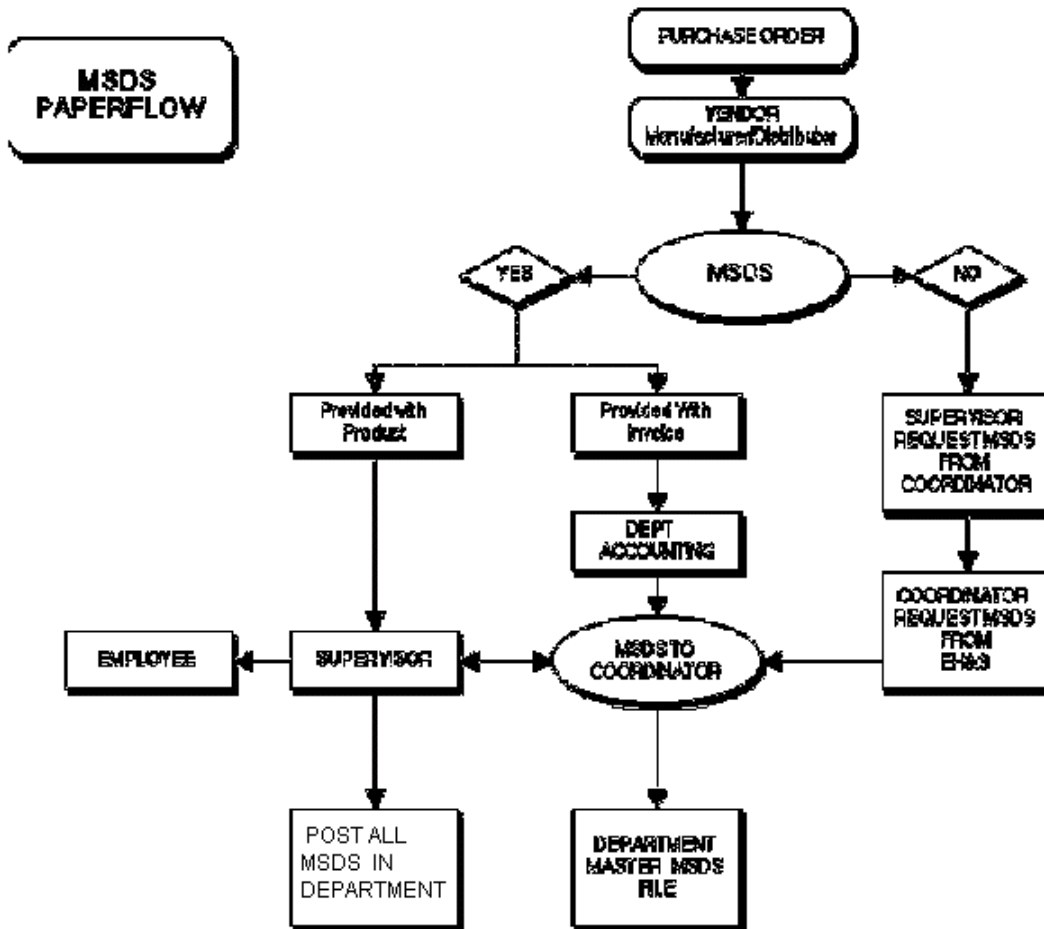 MSDS
PAPERFLOW
PURCHASE ORDER
VENDOR
Manufacturer/Distributer
YES
MSDS
NO
Provided with
Product
Provided With
Invoice
SUPERVISOR
REQUEST MSDS
FROM
COORDINATOR
DEPT
ACCOUNTING
COORDINATOR
REQUEST MSDS
FROM
EH&S
EMPLOYEE
SUPERVISOR
MSDS TO
COORDINATOR
POST ALL
MSDS IN
DEPARTMENT
DEPARTMENT
MASTER MSDS
FILE